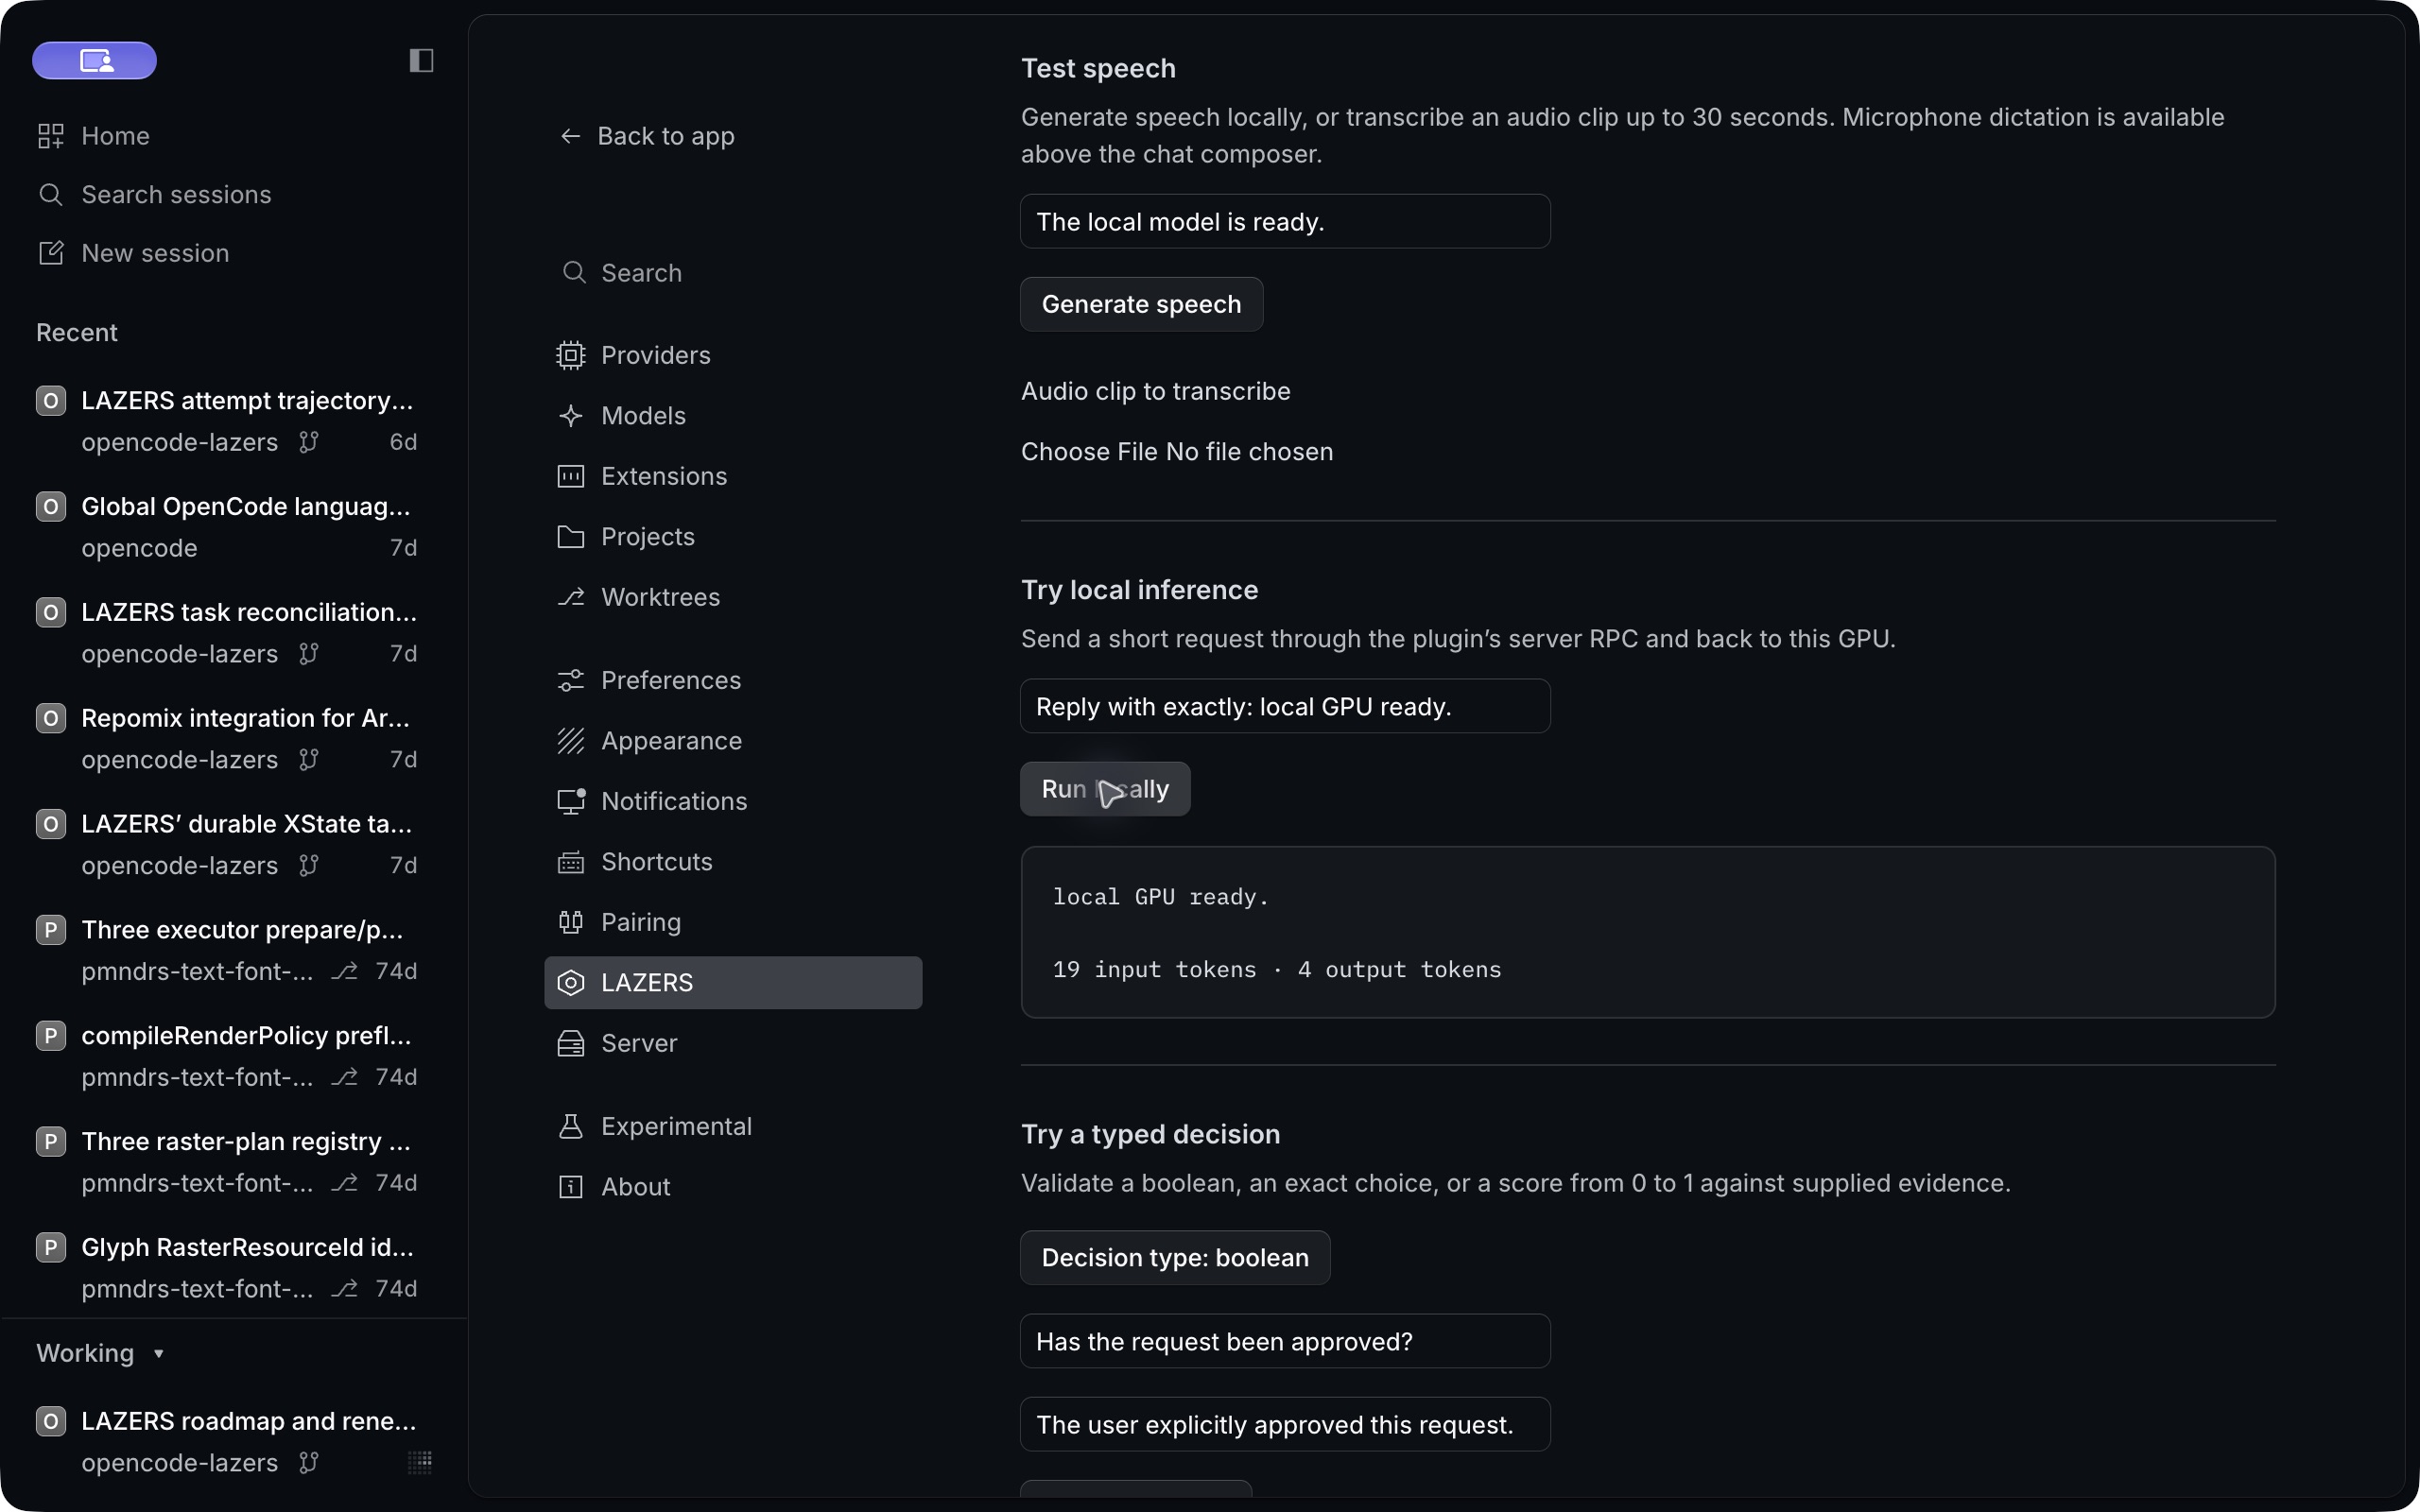 Home
Search sessions
New session
Recent
O LAZERS attempt trajectory...
opencode-lazers 6d
O Global OpenCode languag...
opencode 7d
O LAZERS task reconciliation...
opencode-lazers 7d
O Repomix integration for Ar...
opencode-lazers 7d
O LAZERS’ durable XState ta...
opencode-lazers 7d
P Three executor prepare/p...
pmndrs-text-font-... 74d
P compileRenderPolicy prefl...
pmndrs-text-font-... 74d
P Three raster-plan registry ...
pmndrs-text-font-... 74d
P Glyph RasterResourceId id...
pmndrs-text-font-... 74d
Working
O LAZERS roadmap and rene...
opencode-lazers
Back to app
Search
Providers
Models
Extensions
Projects
Worktrees
Preferences
Appearance
Notifications
Shortcuts
Pairing
LAZERS
Server
Experimental
About
Test speech
Generate speech locally, or transcribe an audio clip up to 30 seconds. Microphone dictation is available
above the chat composer.
The local model is ready.
Generate speech
Audio clip to transcribe
Choose File No file chosen
Try local inference
Send a short request through the plugin’s server RPC and back to this GPU.
Reply with exactly: local GPU ready.
Run locally
local GPU ready.
19 input tokens · 4 output tokens
Try a typed decision
Validate a boolean, an exact choice, or a score from 0 to 1 against supplied evidence.
Decision type: boolean
Has the request been approved?
The user explicitly approved this request.